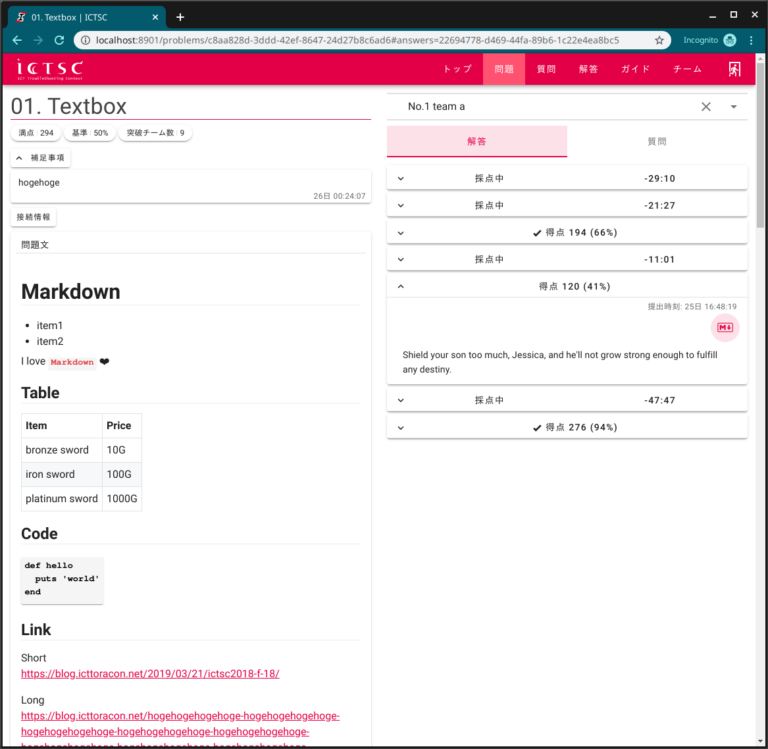 01. Textbox | ICTSC
localhost:8901/problems/c8aa828d-3ddd-42ef-8647-24d27b8c6ad6#answers=22694778-d469-44fa-89b6-1c22e4ea8bc5
Incognito
ICTSC
ICT Troubleshooting Contest
トップ 問題 質問 解答 ガイド チーム
01. Textbox
満点 294 基準 50% 突破チーム数 9
補足事項
hogehoge
26日 00:24:07
接続情報
問題文
Markdown
item1
item2
I love Markdown ❤
Table
Item Price
bronze sword 10G
iron sword 100G
platinum sword 1000G
Code
def hello
  puts 'world'
end
Link
Short
https://blog.icttoracon.net/2019/03/21/ictsc2018-f-18/
Long
https://blog.icttoracon.net/hogehogehogehoge-hogehogehogehoge-
hogehogehogehoge-hogehogehogehoge-hogehogehogehoge-
hogehogehogehoge-hogehogehogehoge-hogehogehogehoge-
No.1 team a
解答 質問
採点中 -29:10
採点中 -21:27
得点 194 (66%)
採点中 -11:01
得点 120 (41%)
提出時刻: 25日 16:48:19
M
Shield your son too much, Jessica, and he'll not grow strong enough to fulfill
any destiny.
採点中 -47:47
得点 276 (94%)